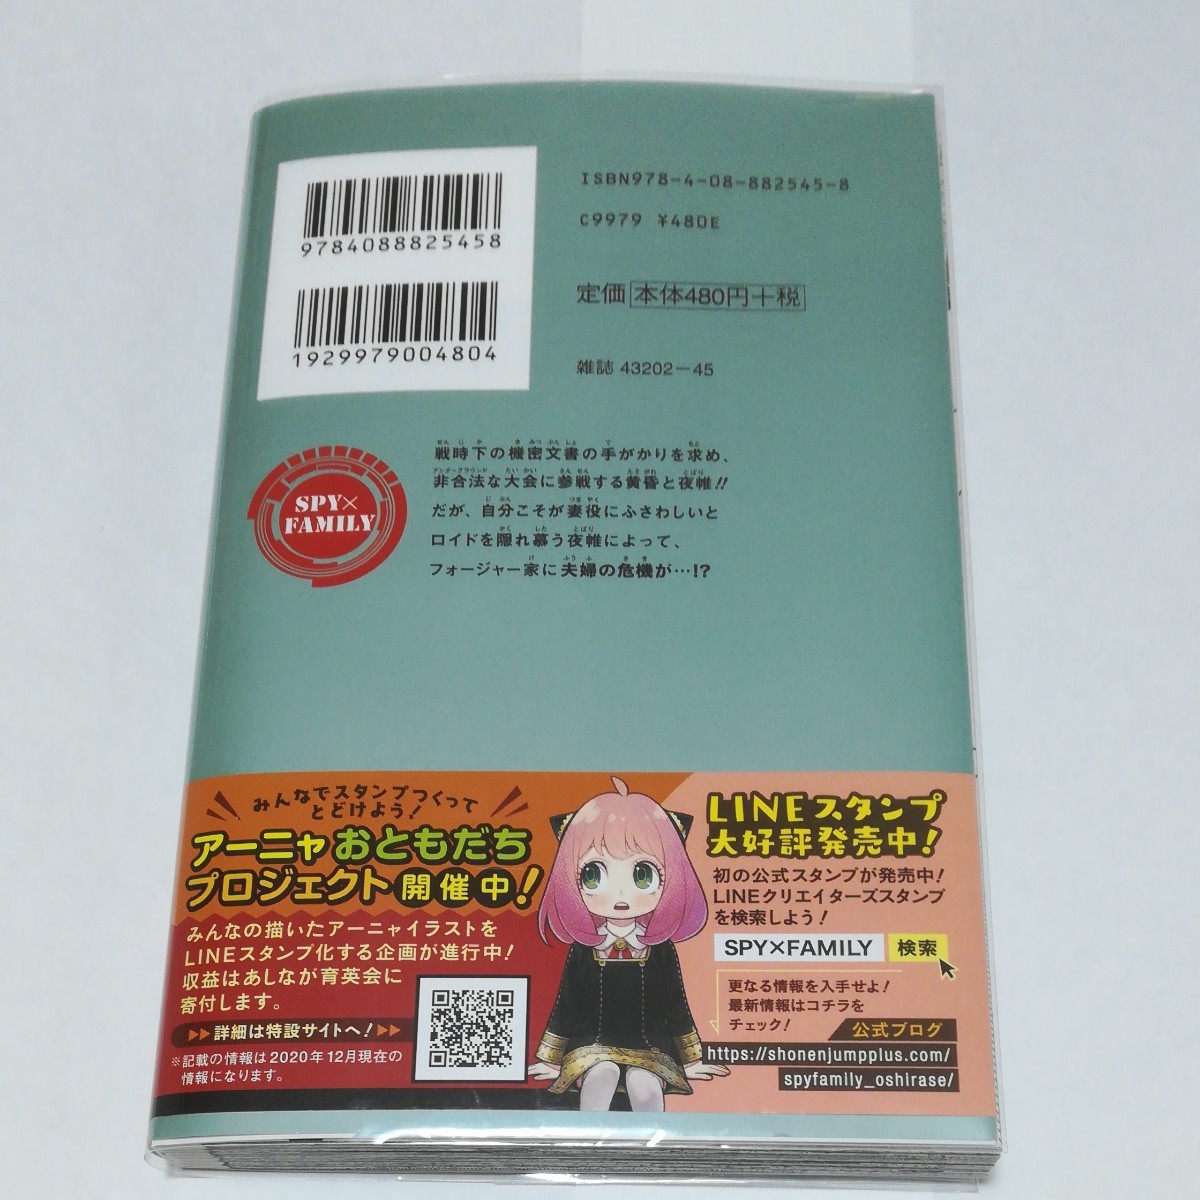 9784088825458
1929979004804
ISBN978-4-08-882545-8
C9979 ¥480E
定価 本体480円+税
雑誌 43202-45
SPY×
FAMILY
戦時下の機密文書の手がかりを求め、
非合法な大会に参戦する黄昏と夜帷!!
だが、自分こそが妻役にふさわしいと
ロイドを隠れ慕う夜帷によって、
フォージャー家に夫婦の危機が…!?
みんなでスタンプつくって
とどけよう!
アーニャおともだち
プロジェクト開催中!
みんなの描いたアーニャイラストを
LINEスタンプ化する企画が進行中!
収益はあしなが育英会に
寄付します。
▶▶詳細は特設サイトへ!▶▶
※記載の情報は2020年12月現在の
情報になります。
LINEスタンプ
大好評発売中!
初の公式スタンプが発売中!
LINEクリエイターズスタンプ
を検索しよう!
SPY×FAMILY 検索
更なる情報を入手せよ!
最新情報はコチラを
チェック!
公式ブログ
https://shonenjumpplus.com/
spyfamily_oshirase/